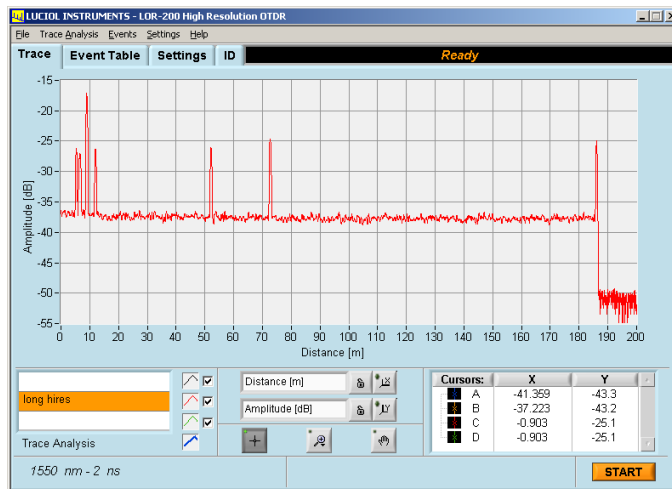 LUCIOL INSTRUMENTS - LOR-200 High Resolution OTDR
File Trace Analysis Events Settings Help
Trace Event Table Settings ID Ready
Amplitude [dB]
-15
-20
-25
-30
-35
-40
-45
-50
-55
0 10 20 30 40 50 60 70 80 90 100 110 120 130 140 150 160 170 180 190 200
Distance [m]
long hires
Trace Analysis
Distance [m]
Amplitude [dB]
Cursors: X Y
A -41.359 -43.3
B -37.223 -43.2
C -0.903 -25.1
D -0.903 -25.1
1550 nm - 2 ns
START